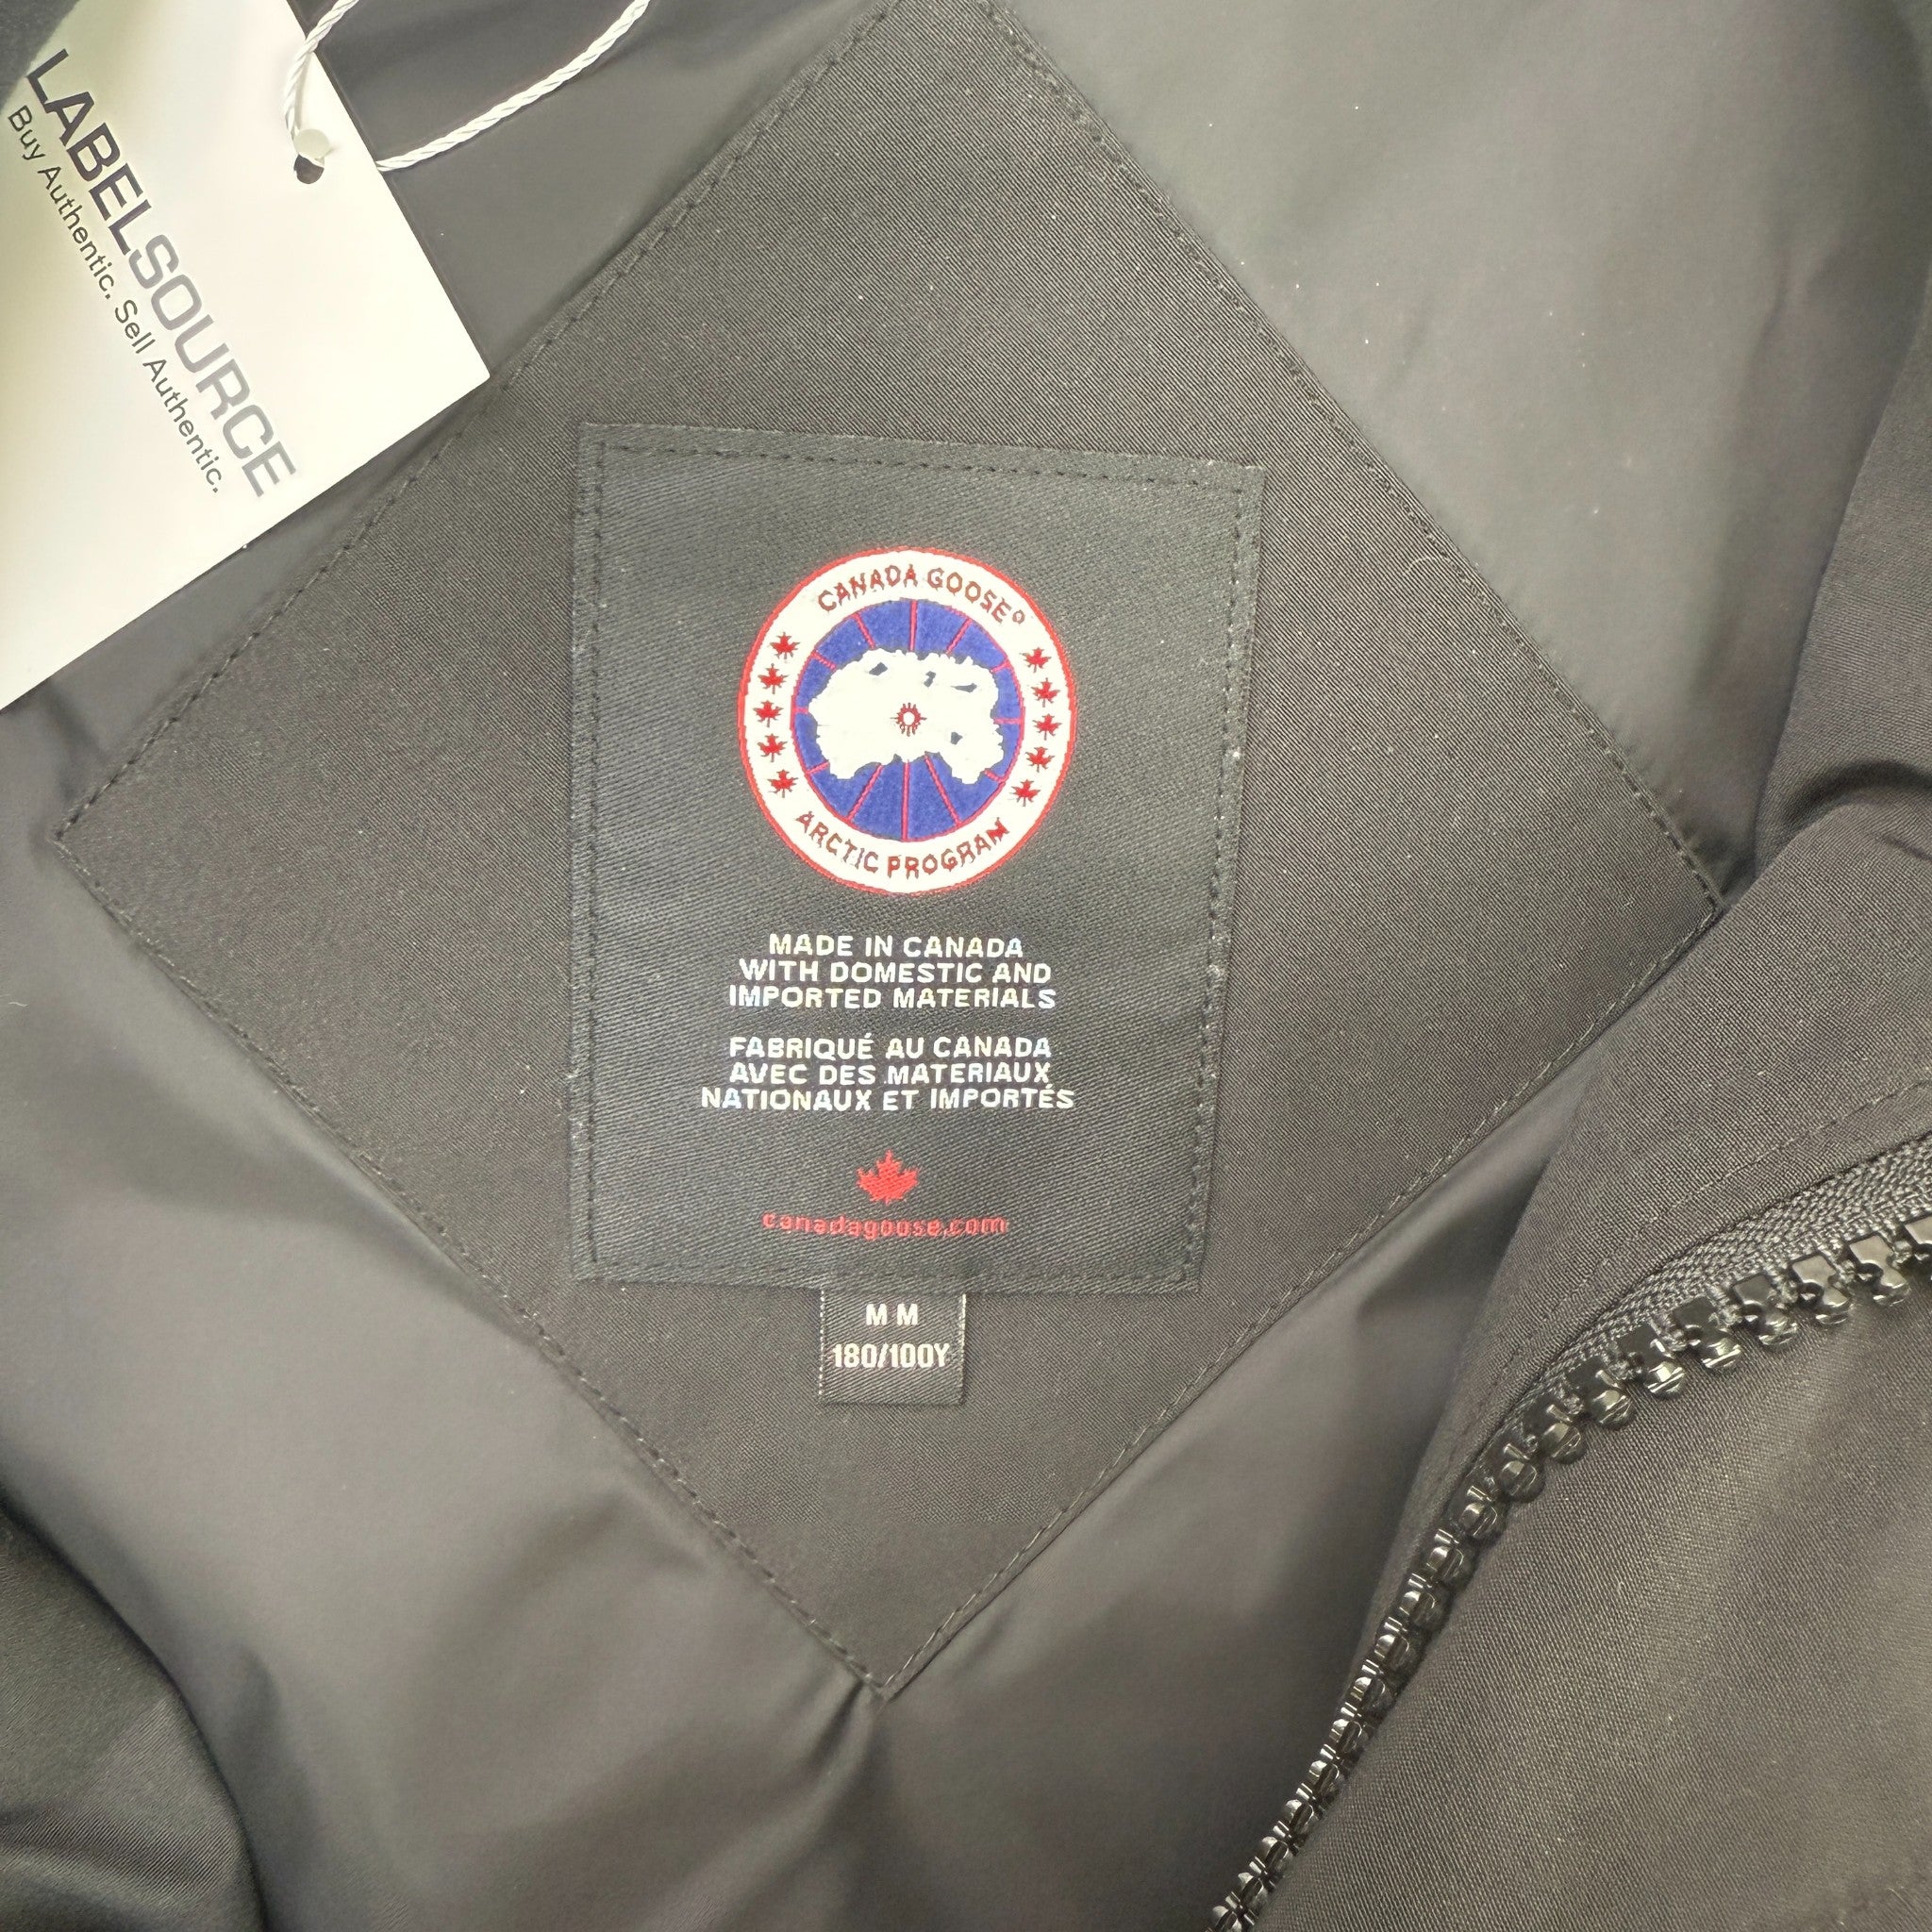 LABELSOURCE
Buy Authentic. Sell Authentic.
CANADA GOOSE®
ARCTIC PROGRAM
MADE IN CANADA
WITH DOMESTIC AND
IMPORTED MATERIALS
FABRIQUÉ AU CANADA
AVEC DES MATERIAUX
NATIONAUX ET IMPORTÉS
canadagoose.com
M M
180/100Y